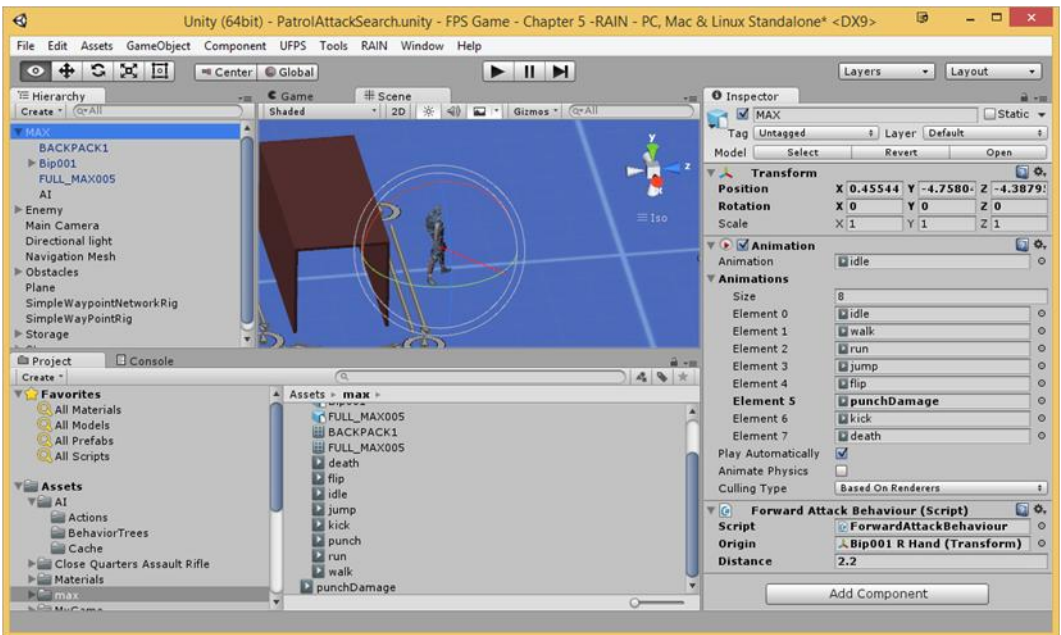 Unity (64bit) - PatrolAttackSearch.unity - FPS Game - Chapter 5 -RAIN - PC, Mac & Linux Standalone* <DX9>
File Edit Assets GameObject Component UFPS Tools RAIN Window Help
Center Global Layers Layout
Hierarchy
Create All
MAX
BACKPACK1
Bip001
FULL_MAX005
AI
Enemy
Main Camera
Directional light
Navigation Mesh
Obstacles
Plane
SimpleWaypointNetworkRig
SimpleWayPointRig
Storage
Game Scene
Shaded 2D Gizmos All
y
z
Iso
Project Console
Create
Favorites
All Materials
All Models
All Prefabs
All Scripts
Assets
AI
Actions
BehaviorTrees
Cache
Close Quarters Assault Rifle
Materials
max
Assets max
FULL_MAX005
BACKPACK1
FULL_MAX005
death
flip
idle
jump
kick
punch
run
walk
punchDamage
Inspector
MAX Static
Tag Untagged Layer Default
Model Select Revert Open
Transform
Position X 0.45544 Y -4.7580 Z -4.3879
Rotation X 0 Y 0 Z 0
Scale X 1 Y 1 Z 1
Animation
Animation idle
Animations
Size 8
Element 0 idle
Element 1 walk
Element 2 run
Element 3 jump
Element 4 flip
Element 5 punchDamage
Element 6 kick
Element 7 death
Play Automatically
Animate Physics
Culling Type Based On Renderers
Forward Attack Behaviour (Script)
Script ForwardAttackBehaviour
Origin Bip001 R Hand (Transform)
Distance 2.2
Add Component